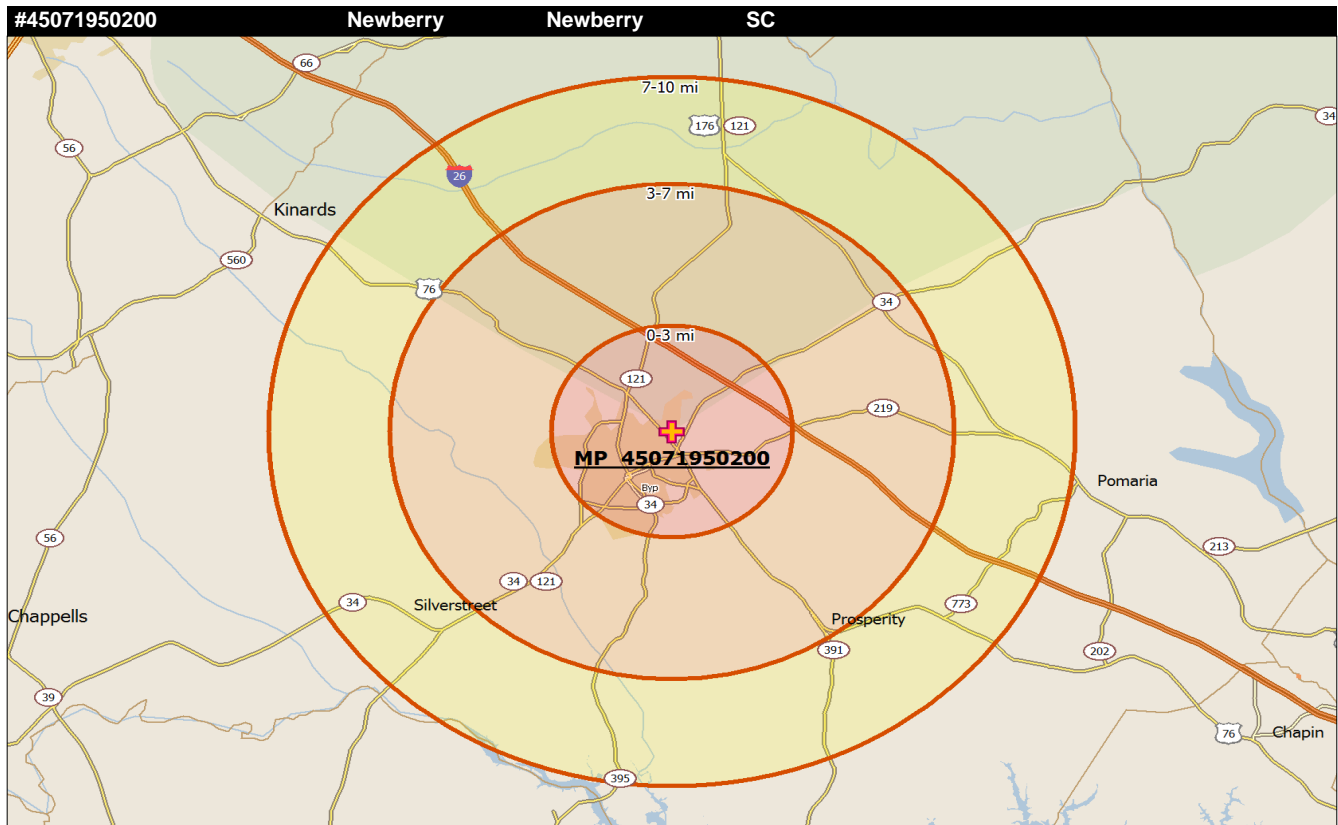 #45071950200 Newberry Newberry SC
66
7-10 mi
34
176 121
56
26
3-7 mi
Kinards
560
76
34
0-3 mi
121
219
MP 45071950200
Pomaria
Byp
34
56
213
34 121
34
Silverstreet
773
Chappells
Prosperity
391
202
39
76
Chapin
395